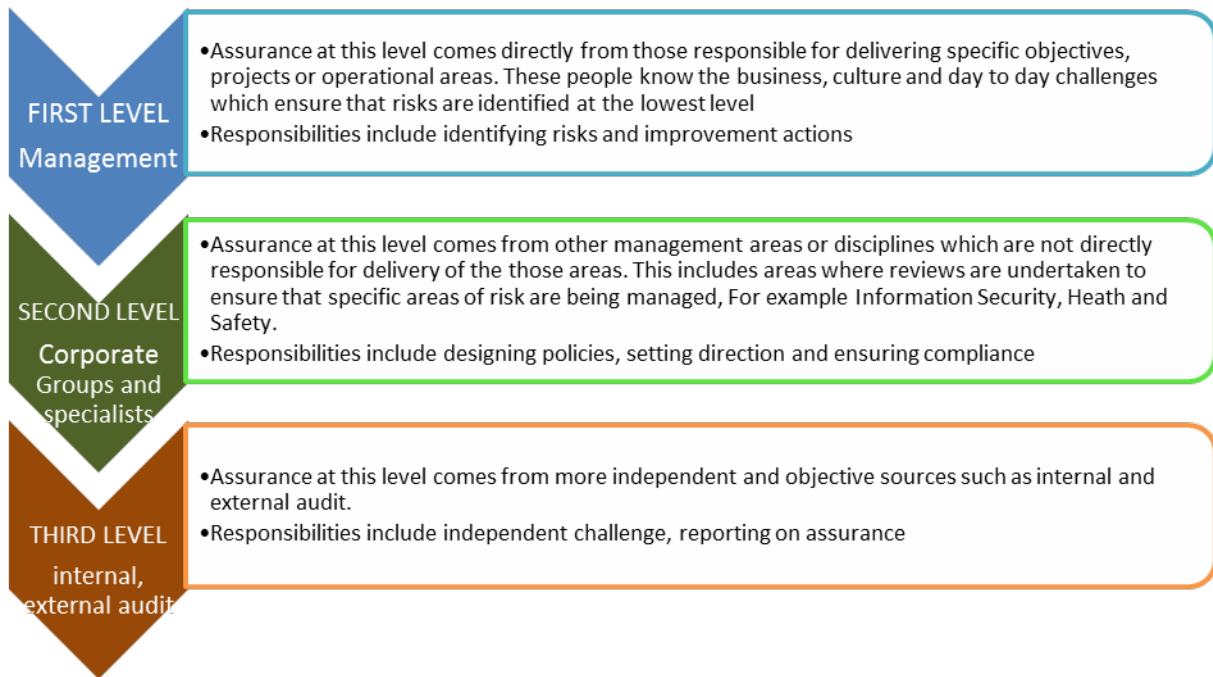 FIRST LEVEL
Management
•Assurance at this level comes directly from those responsible for delivering specific objectives,
projects or operational areas. These people know the business, culture and day to day challenges
which ensure that risks are identified at the lowest level
•Responsibilities include identifying risks and improvement actions
SECOND LEVEL
Corporate
Groups and
specialists
•Assurance at this level comes from other management areas or disciplines which are not directly
responsible for delivery of the those areas. This includes areas where reviews are undertaken to
ensure that specific areas of risk are being managed, For example Information Security, Heath and
Safety.
•Responsibilities include designing policies, setting direction and ensuring compliance
THIRD LEVEL
internal,
external audit
•Assurance at this level comes from more independent and objective sources such as internal and
external audit.
•Responsibilities include independent challenge, reporting on assurance